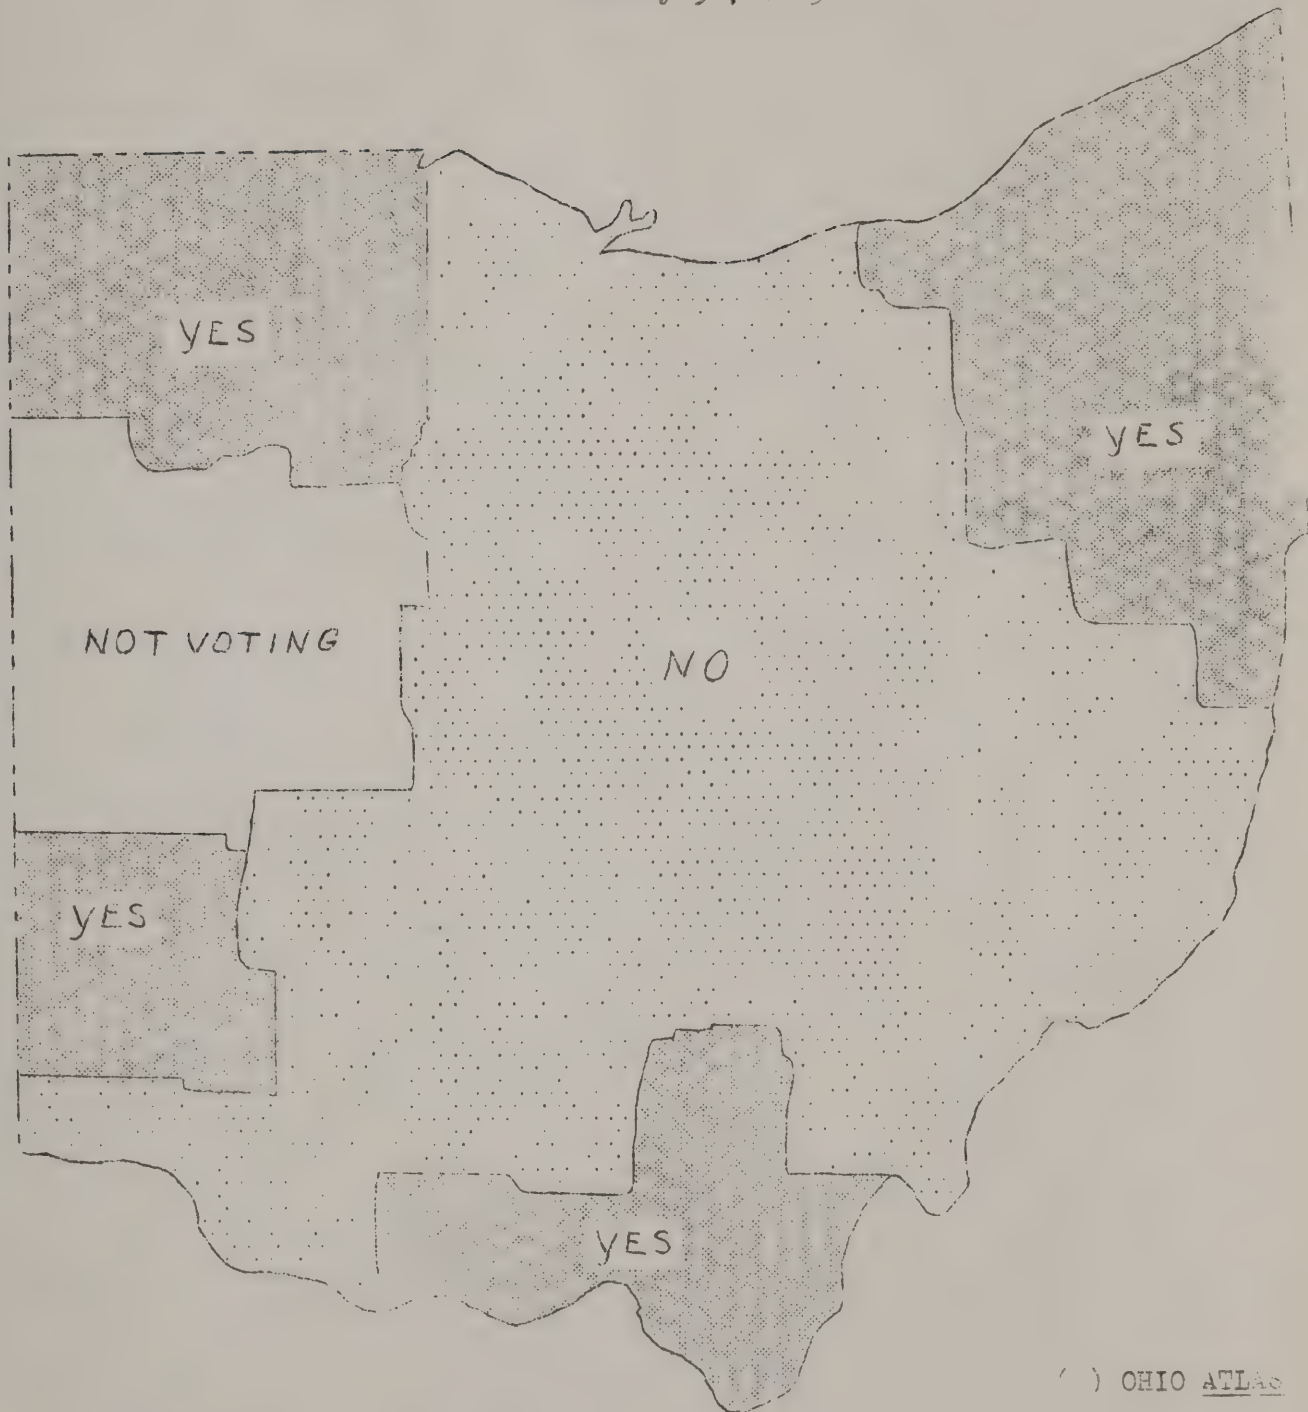 YES
YES
NOT VOTING
NO
YES
YES
( ) OHIO ATLAS